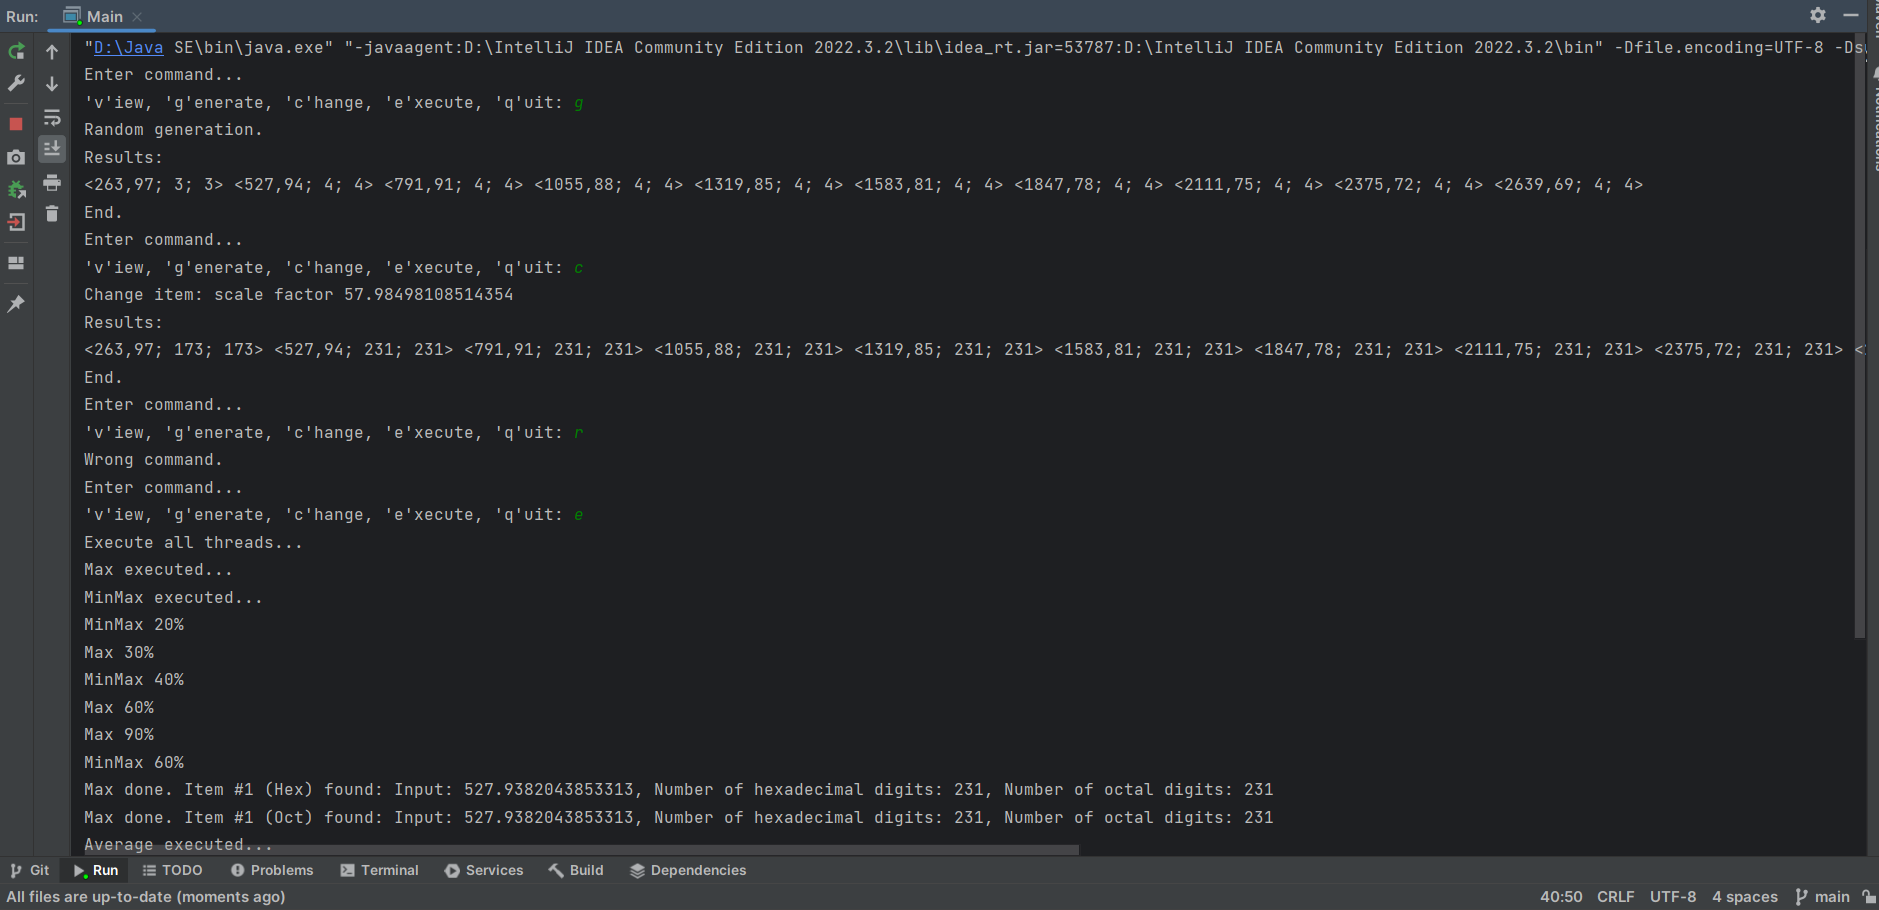 Run: Main
"D:\Java SE\bin\java.exe" "-javaagent:D:\IntelliJ IDEA Community Edition 2022.3.2\lib\idea_rt.jar=53787:D:\IntelliJ IDEA Community Edition 2022.3.2\bin" -Dfile.encoding=UTF-8
Enter command...
'v'iew, 'g'enerate, 'c'hange, 'e'xecute, 'q'uit: g
Random generation.
Results:
<263,97; 3; 3> <527,94; 4; 4> <791,91; 4; 4> <1055,88; 4; 4> <1319,85; 4; 4> <1583,81; 4; 4> <1847,78; 4; 4> <2111,75; 4; 4> <2375,72; 4; 4> <2639,69; 4; 4>
End.
Enter command...
'v'iew, 'g'enerate, 'c'hange, 'e'xecute, 'q'uit: c
Change item: scale factor 57.98498108514354
Results:
<263,97; 173; 173> <527,94; 231; 231> <791,91; 231; 231> <1055,88; 231; 231> <1319,85; 231; 231> <1583,81; 231; 231> <1847,78; 231; 231> <2111,75; 231; 231> <2375,72; 231; 231> <
End.
Enter command...
'v'iew, 'g'enerate, 'c'hange, 'e'xecute, 'q'uit: r
Wrong command.
Enter command...
'v'iew, 'g'enerate, 'c'hange, 'e'xecute, 'q'uit: e
Execute all threads...
Max executed...
MinMax executed...
MinMax 20%
Max 30%
MinMax 40%
Max 60%
Max 90%
MinMax 60%
Max done. Item #1 (Hex) found: Input: 527.9382043853313, Number of hexadecimal digits: 231, Number of octal digits: 231
Max done. Item #1 (Oct) found: Input: 527.9382043853313, Number of hexadecimal digits: 231, Number of octal digits: 231
Average executed...
Git Run TODO Problems Terminal Services Build Dependencies
All files are up-to-date (moments ago) 40:50 CRLF UTF-8 4 spaces main